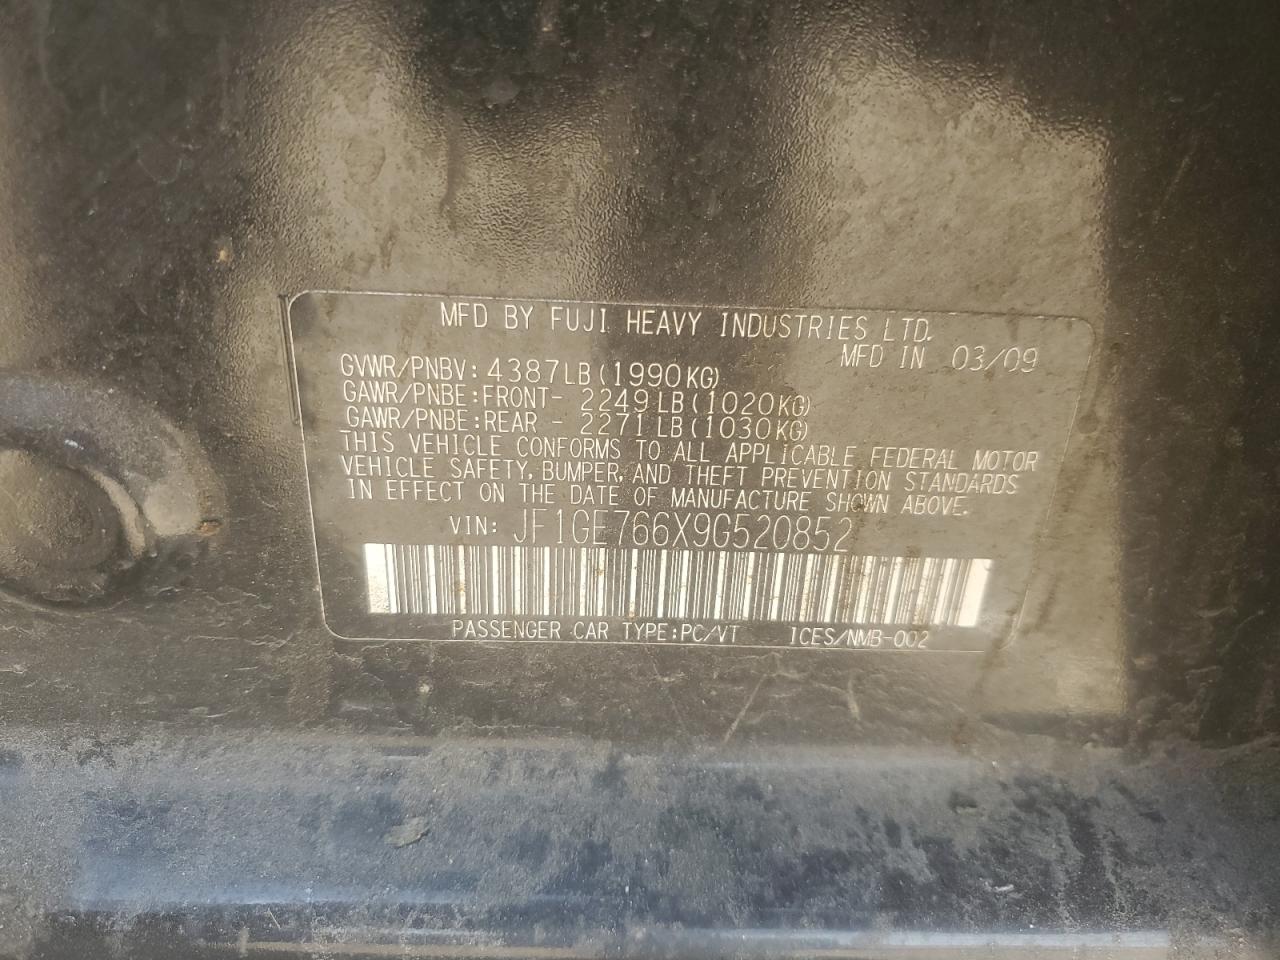 MFD BY FUJI HEAVY INDUSTRIES LTD.
MFD IN 03/09
GVWR/PNBV: 4387LB(1990KG)
GAWR/PNBE:FRONT- 2249LB(1020KG)
GAWR/PNBE:REAR - 2271LB(1030KG)
THIS VEHICLE CONFORMS TO ALL APPLICABLE FEDERAL MOTOR
VEHICLE SAFETY, BUMPER, AND THEFT PREVENTION STANDARDS
IN EFFECT ON THE DATE OF MANUFACTURE SHOWN ABOVE.
VIN: JF1GE766X9G520852
PASSENGER CAR TYPE:PC/VT ICES/NMB-002